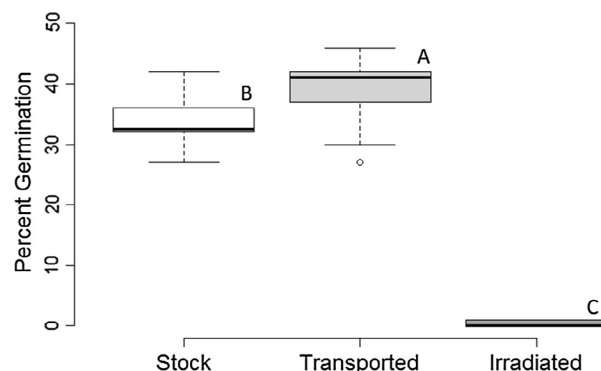 Percent Germination
50
40
30
20
10
0
B
A
C
Stock Transported Irradiated